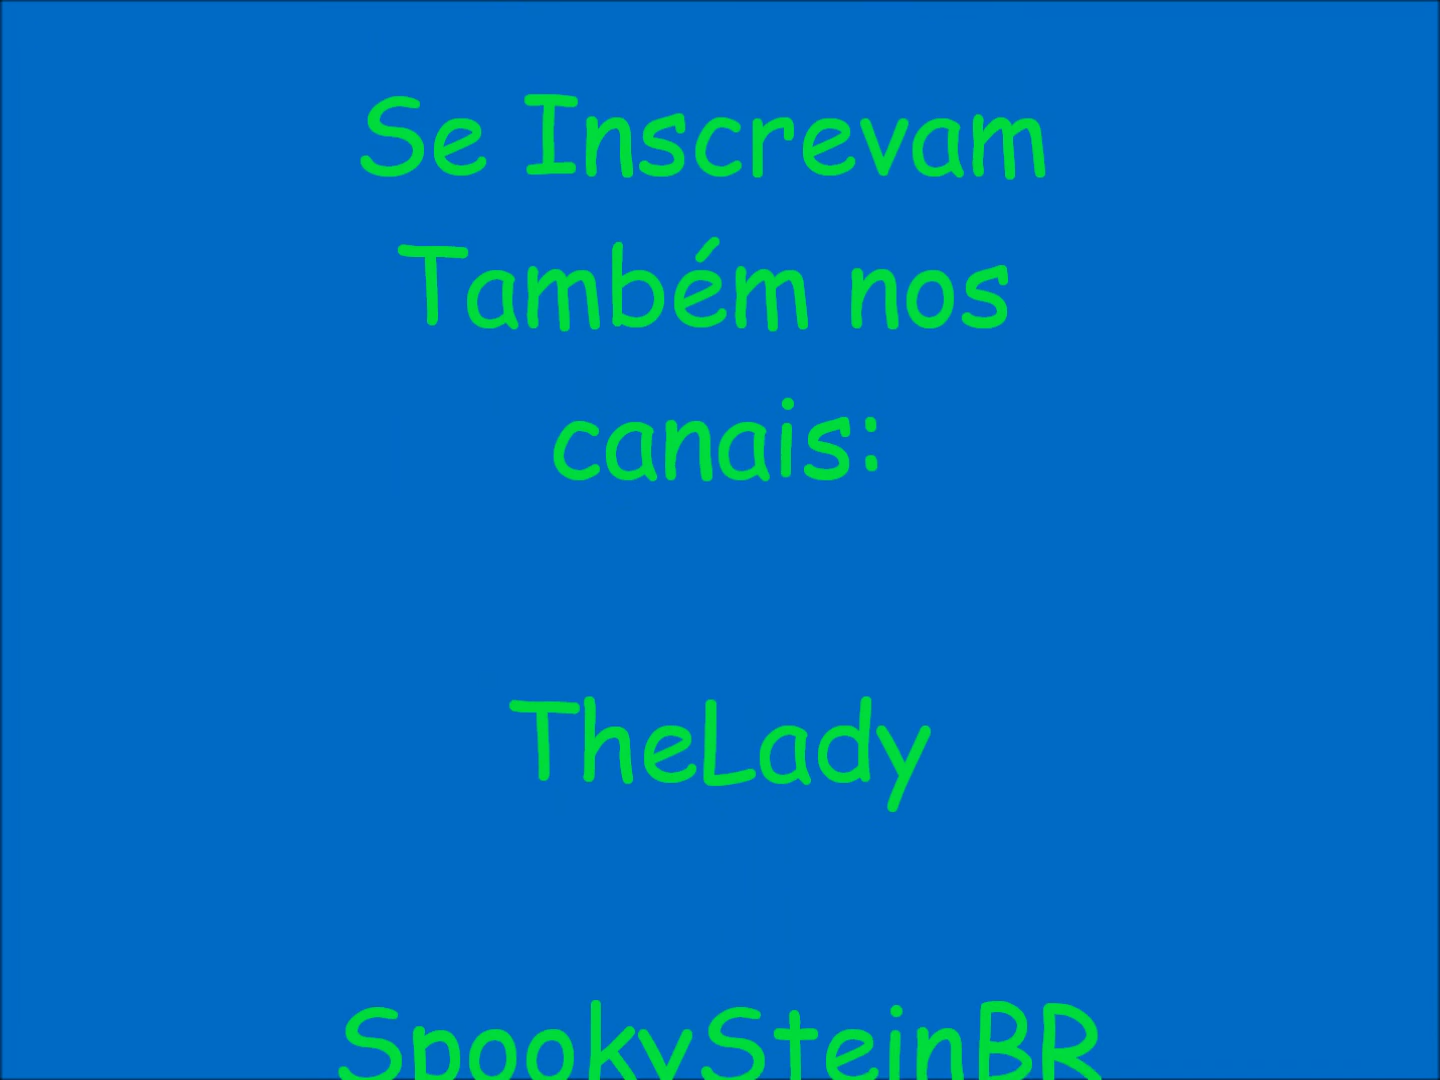 Se Inscrevam
Também nos
canais:
TheLady
SpookySteinBR